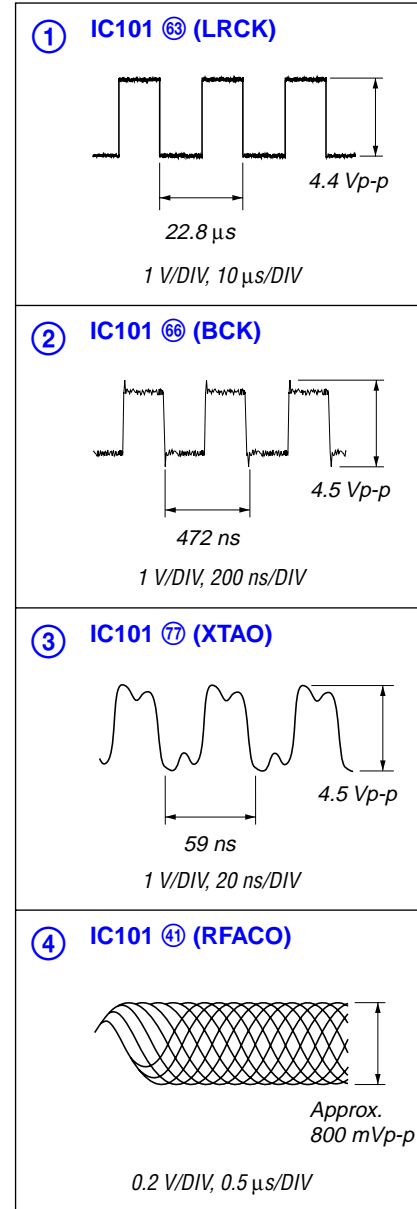 ① IC101 ㊿ (LRCK)
4.4 Vp-p
22.8 μs
1 V/DIV, 10 μs/DIV
② IC101 66 (BCK)
4.5 Vp-p
472 ns
1 V/DIV, 200 ns/DIV
③ IC101 77 (XTAO)
4.5 Vp-p
59 ns
1 V/DIV, 20 ns/DIV
④ IC101 41 (RFACO)
Approx.
800 mVp-p
0.2 V/DIV, 0.5 μs/DIV